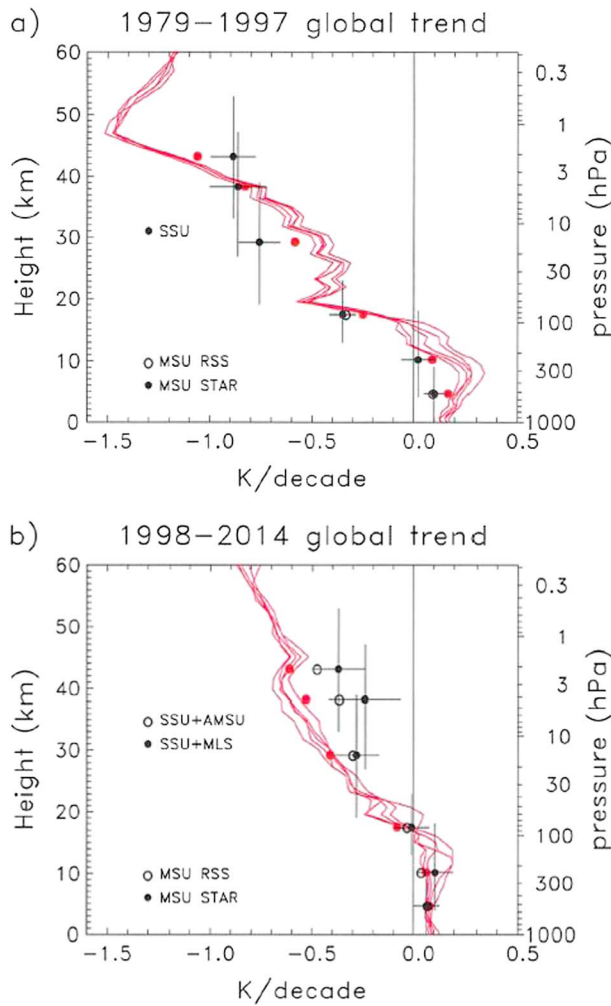 a) 1979-1997 global trend
60
50
40
30
20
10
0
Height (km)
0.3
1
3
10
30
100
300
1000
pressure (hPa)
SSU
MSU RSS
MSU STAR
-1.5 -1.0 -0.5 0.0 0.5
K/decade
b) 1998-2014 global trend
60
50
40
30
20
10
0
Height (km)
0.3
1
3
10
30
100
300
1000
pressure (hPa)
SSU+AMSU
SSU+MLS
MSU RSS
MSU STAR
-1.5 -1.0 -0.5 0.0 0.5
K/decade